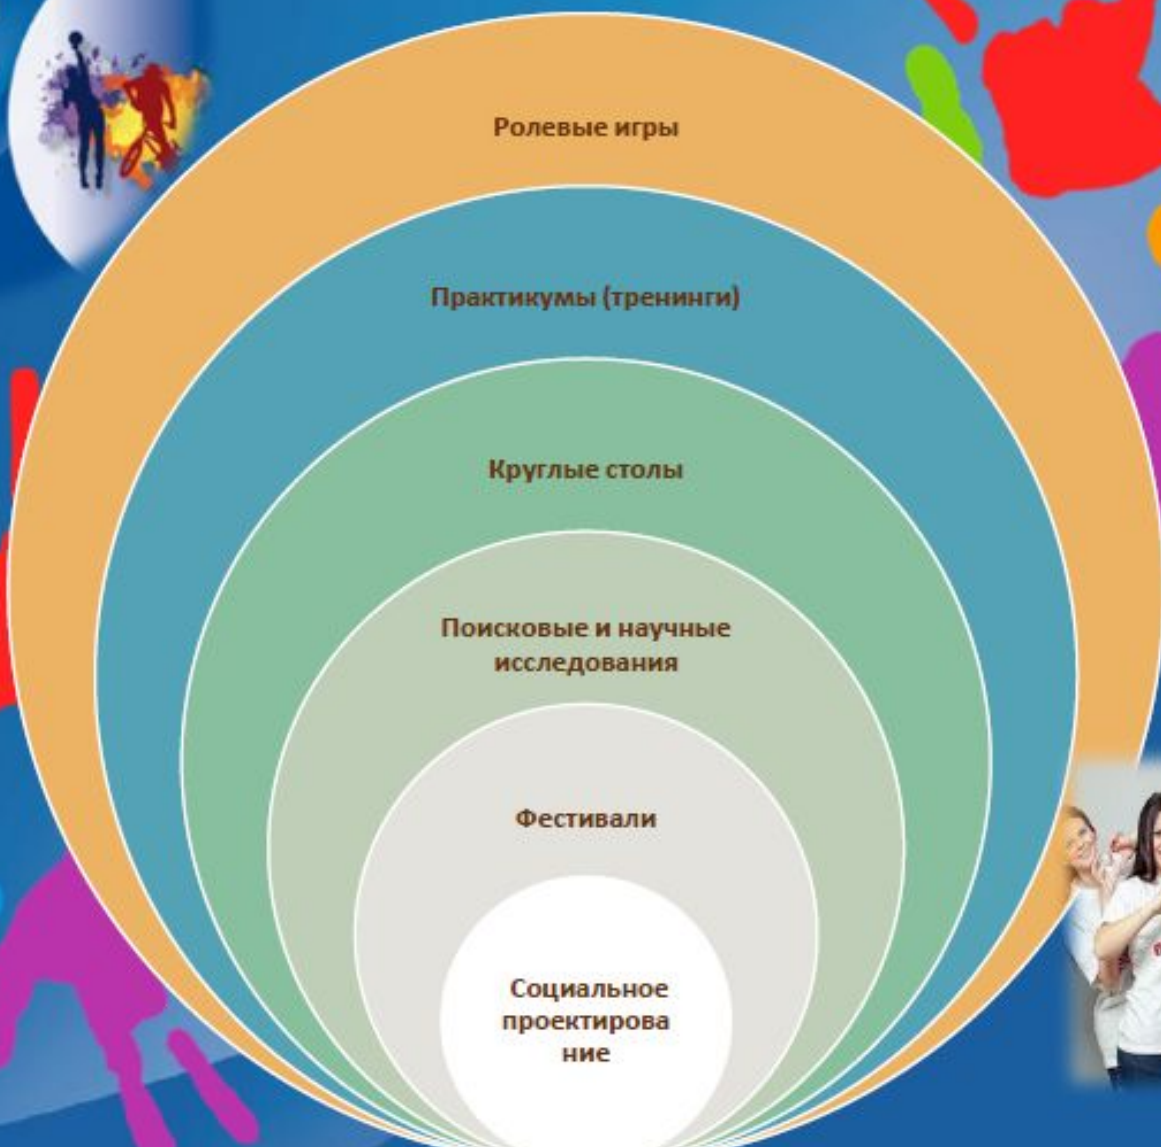 Ролевые игры
Практикумы (тренинги)
Круглые столы
Поисковые и научные
исследования
Фестивали
Социальное
проектирова
ние